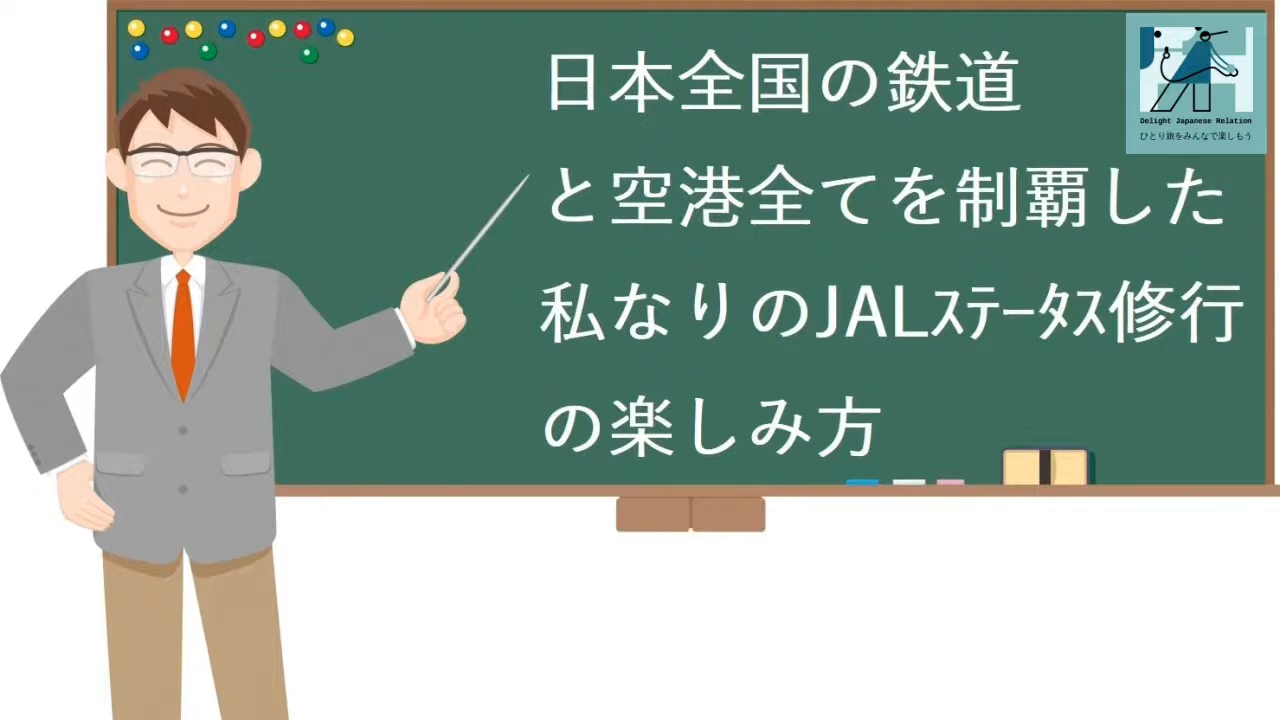 日本全国の鉄道
と空港全てを制覇した
私なりのJALｽﾃｰﾀｽ修行
の楽しみ方
Delight Japanese Relation
ひとり旅をみんなで楽しもう